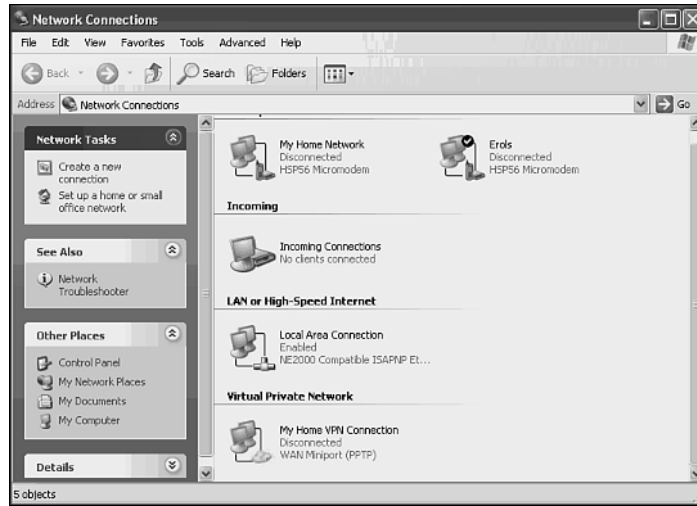 Network Connections
File Edit View Favorites Tools Advanced Help
Back Search Folders
Address Network Connections Go
Network Tasks
Create a new
connection
Set up a home or small
office network
See Also
Network
Troubleshooter
Other Places
Control Panel
My Network Places
My Documents
My Computer
Details
My Home Network
Disconnected
HSP56 Micromodem
Erols
Disconnected
HSP56 Micromodem
Incoming
Incoming Connections
No clients connected
LAN or High-Speed Internet
Local Area Connection
Enabled
NE2000 Compatible ISAPNP Et...
Virtual Private Network
My Home VPN Connection
Disconnected
WAN Miniport (PPTP)
5 objects